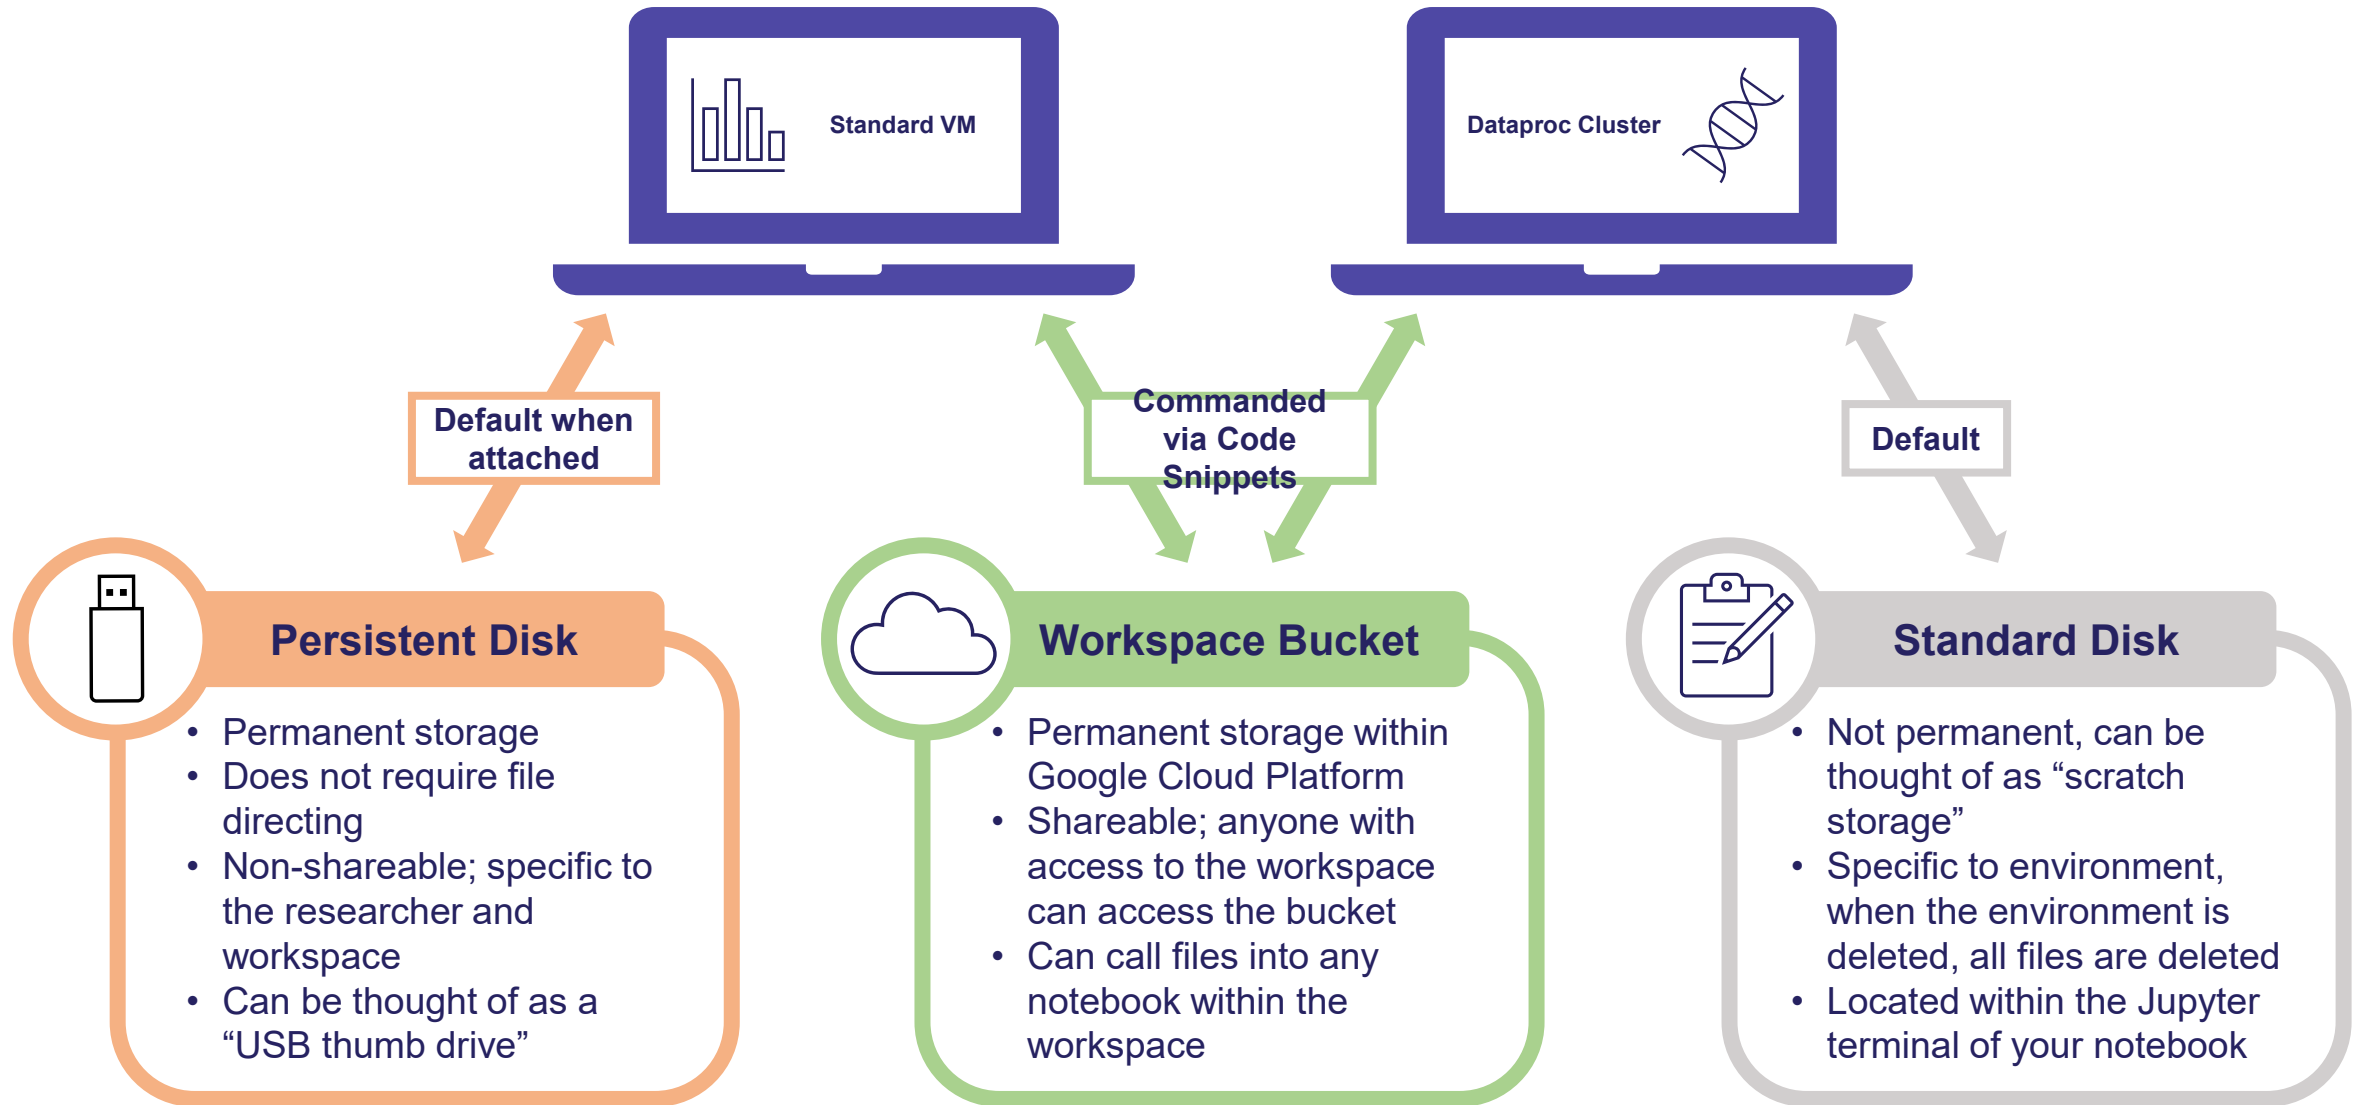 Standard VM
Dataproc Cluster
Default when
attached
Commanded
via Code
Snippets
Default
Persistent Disk
• Permanent storage
• Does not require file
directing
• Non-shareable; specific to
the researcher and
workspace
• Can be thought of as a
“USB thumb drive”
Workspace Bucket
• Permanent storage within
Google Cloud Platform
• Shareable; anyone with
access to the workspace
can access the bucket
• Can call files into any
notebook within the
workspace
Standard Disk
• Not permanent, can be
thought of as “scratch
storage”
• Specific to environment,
when the environment is
deleted, all files are deleted
• Located within the Jupyter
terminal of your notebook